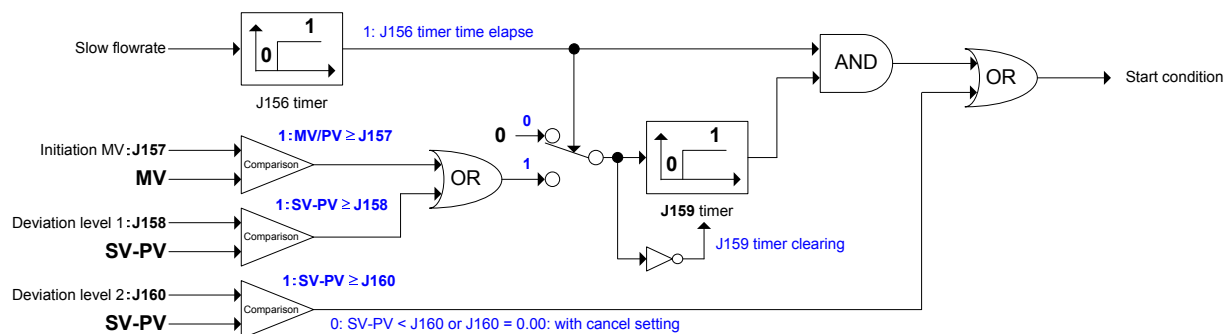 Slow flowrate
0
1
1: J156 timer time elapse
J156 timer
AND
OR
Start condition
Initiation MV:J157
MV
Comparison
1:MV/PV ≥ J157
OR
0
0
1
0
1
J159 timer
J159 timer clearing
Deviation level 1:J158
SV-PV
Comparison
1:SV-PV ≥ J158
Deviation level 2:J160
SV-PV
Comparison
1:SV-PV ≥ J160
0: SV-PV < J160 or J160 = 0.00: with cancel setting